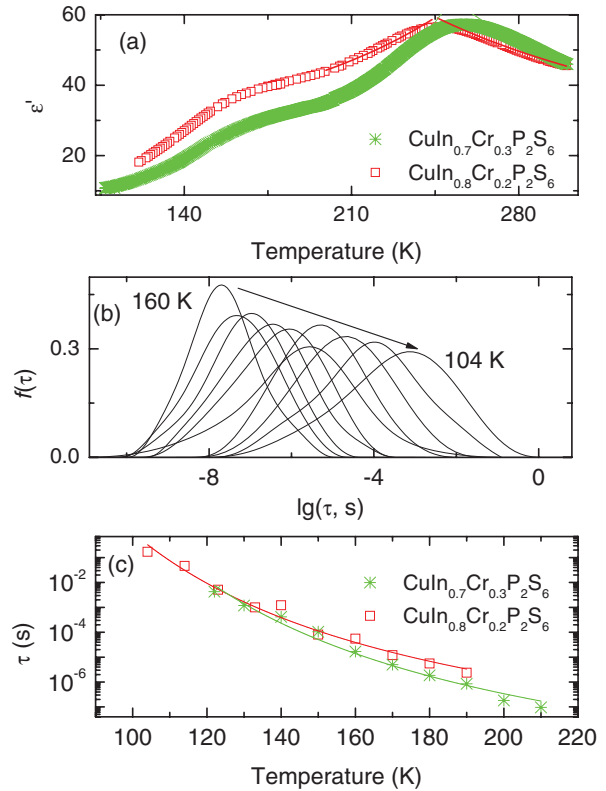 (a)
60
40
20
ε'
CuIn0.7Cr0.3P2S6
CuIn0.8Cr0.2P2S6
140 210 280
Temperature (K)
(b)
160 K
104 K
0.3
0.0
f(τ)
-8 -4 0
lg(τ, s)
(c)
10-2
10-4
10-6
τ (s)
CuIn0.7Cr0.3P2S6
CuIn0.8Cr0.2P2S6
100 120 140 160 180 200 220
Temperature (K)